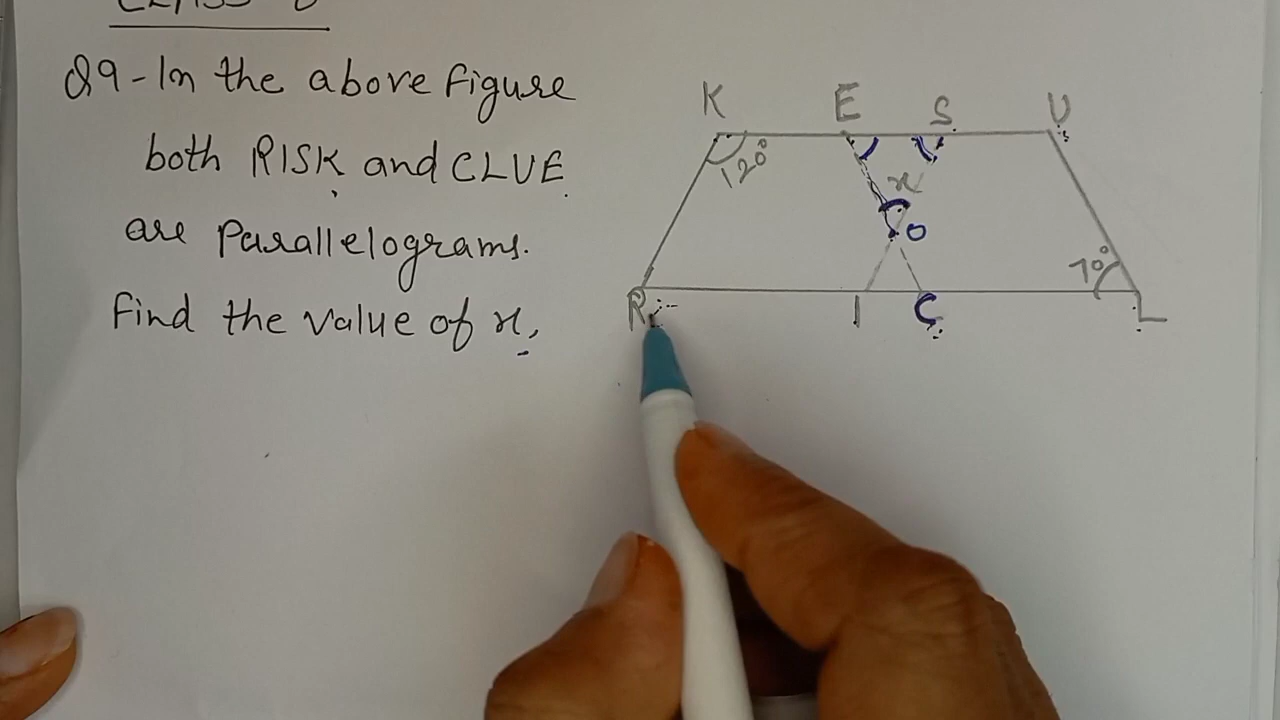 Q9-In the above figure
both RISK and CLUE
are Parallelograms.
Find the value of x.
K E S U
120°
x
O
70°
R I C L